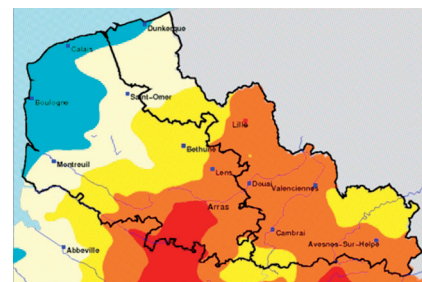 Dunkerque
Calais
Boulogne
Saint-Omer
Lille
Montreuil
Bethune
Lens
Douai
Valenciennes
Arras
Cambrai
Avesnes-Sur-Helpe
Abbeville